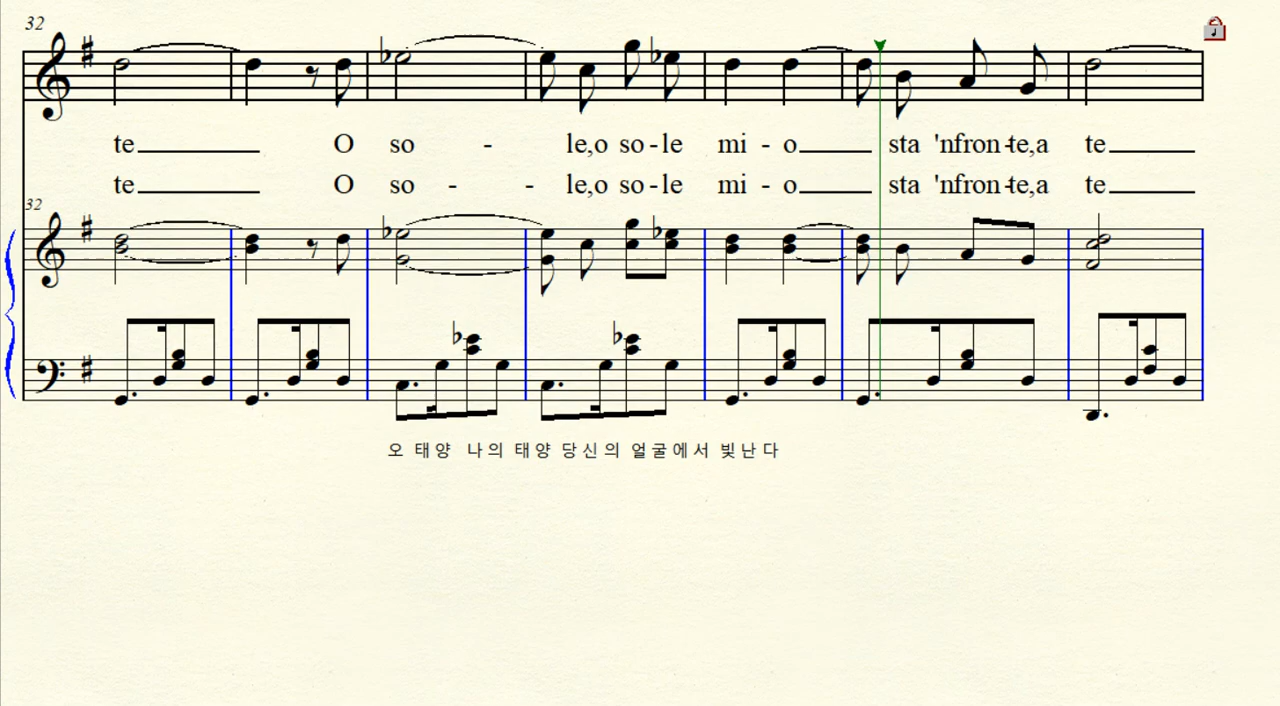 32
te O so - le,o so - le mi - o sta 'nfron - te,a te
te O so - - le,o so - le mi - o sta 'nfron - te,a te
32
오 태양 나의 태양 당신의 얼굴에서 빛난다